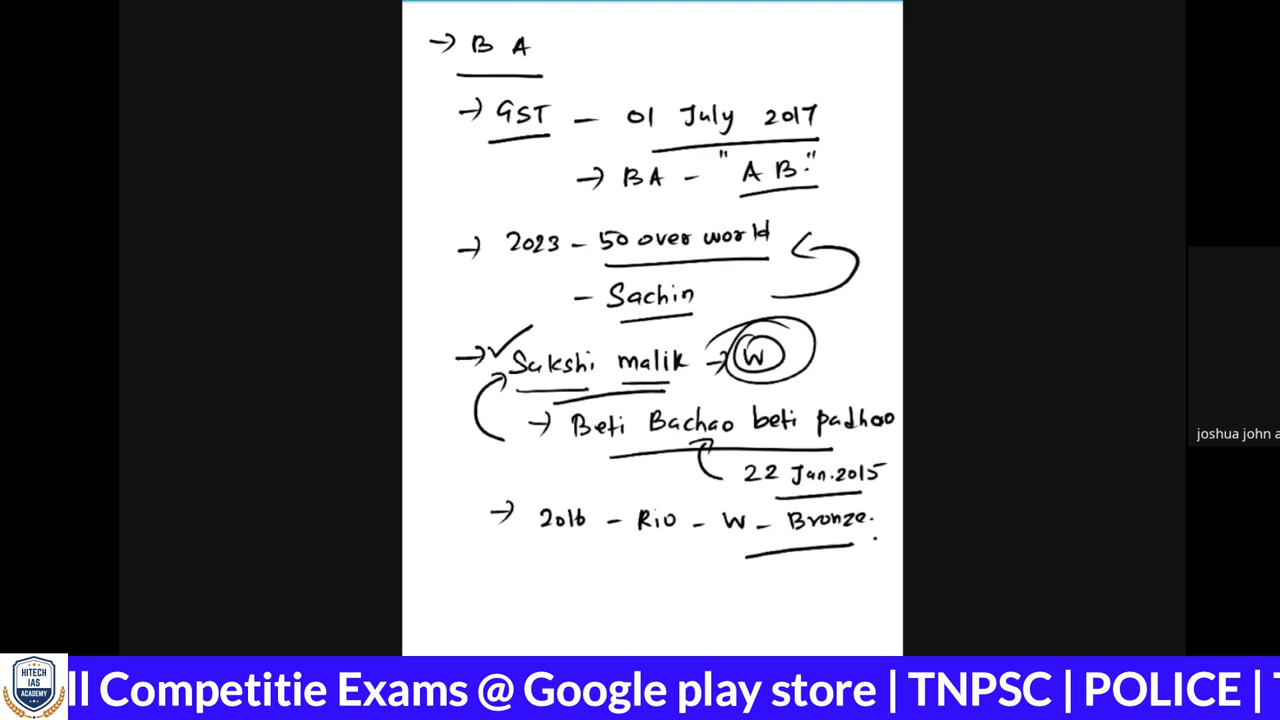 → B A
→ GST - 01 July 2017
→ BA - "A B."
→ 2023 - 50 over world
- Sachin
→ ✓ Sakshi malik → W
→ Beti Bachao beti padhao
22 Jan.2015
→ 2016 - Rio - W - Bronze.
joshua john a
HITECH
IAS
ACADEMY
ll Competitie Exams @ Google play store | TNPSC | POLICE | T